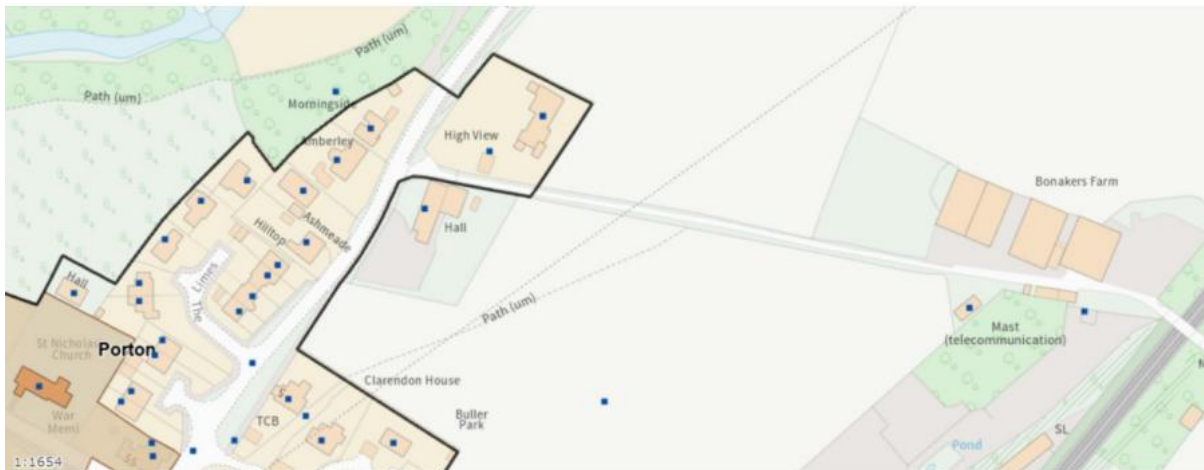 Path (um)
Path (um)
Morningside
Amberley
High View
Bonakers Farm
Hall
Ashmeade
Hilltop
The Limes
Hall
Path (um)
Mast
(telecommunication)
St Nicholas
Church
Porton
Clarendon House
TCB
Buller
Park
War
Meml
SL
Pond
1:1654